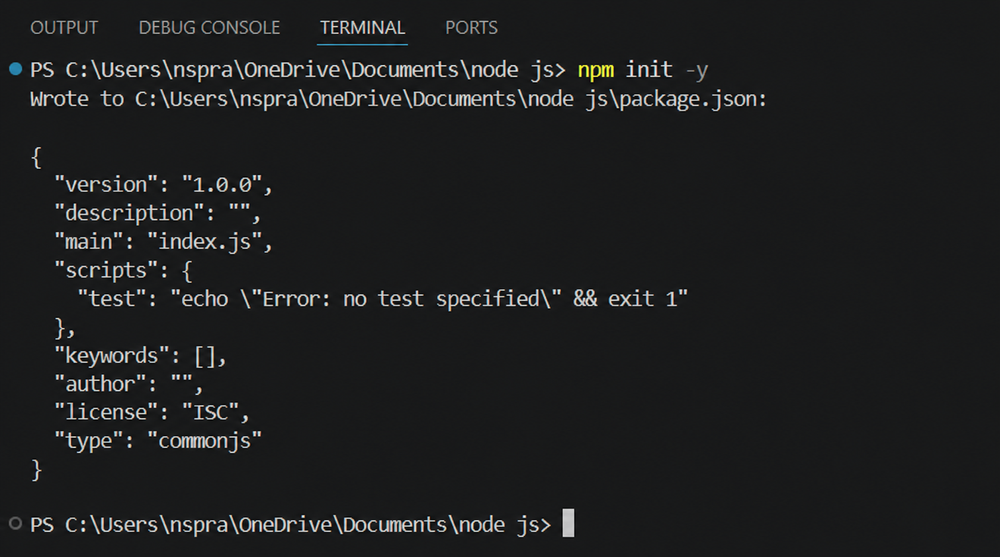 OUTPUT DEBUG CONSOLE TERMINAL PORTS
PS C:\Users\nspra\OneDrive\Documents\node js> npm init -y
Wrote to C:\Users\nspra\OneDrive\Documents\node js\package.json:
{
  "version": "1.0.0",
  "description": "",
  "main": "index.js",
  "scripts": {
    "test": "echo \"Error: no test specified\" && exit 1"
  },
  "keywords": [],
  "author": "",
  "license": "ISC",
  "type": "commonjs"
}
PS C:\Users\nspra\OneDrive\Documents\node js>